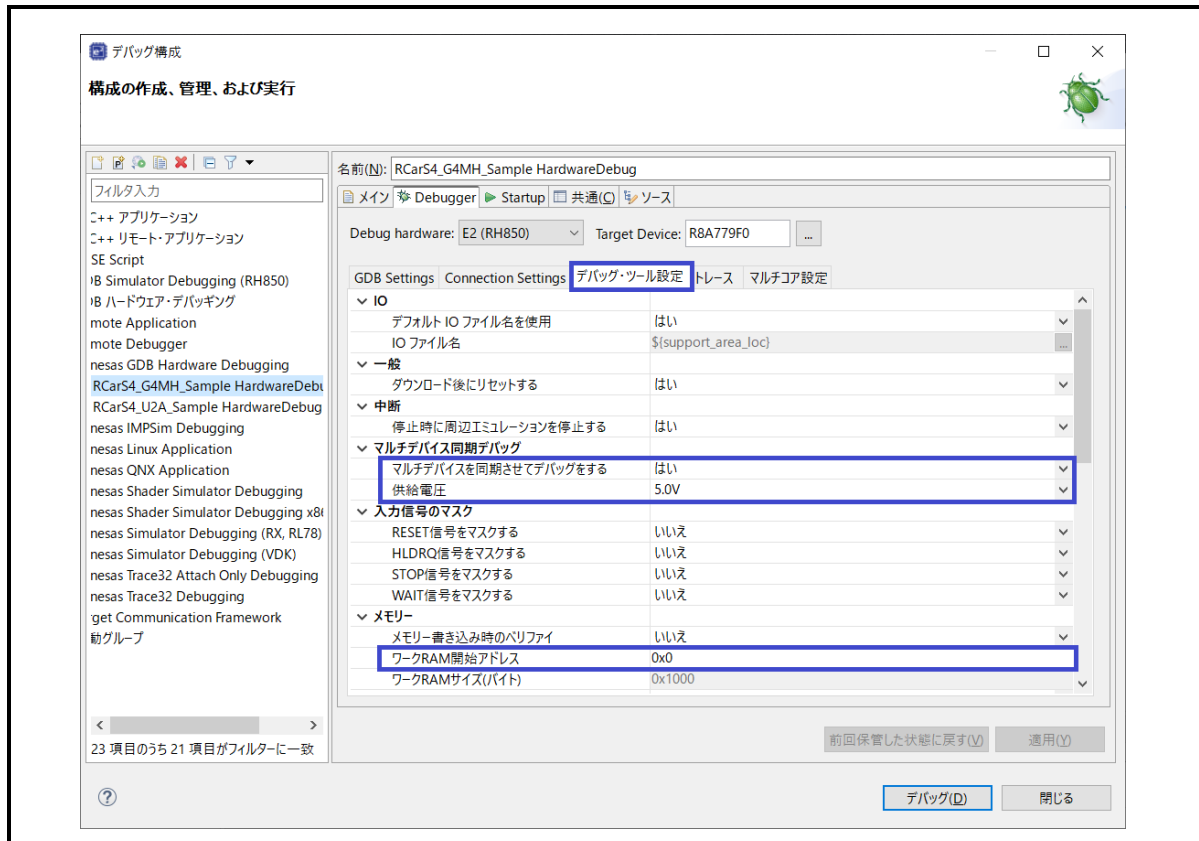 デバッグ構成
構成の作成、管理、および実行
フィルタ入力
C++ アプリケーション
C++ リモート・アプリケーション
SE Script
)B Simulator Debugging (RH850)
)B ハードウェア・デバッギング
mote Application
mote Debugger
nesas GDB Hardware Debugging
RCarS4_G4MH_Sample HardwareDebu
RCarS4_U2A_Sample HardwareDebug
nesas IMPSim Debugging
nesas Linux Application
nesas QNX Application
nesas Shader Simulator Debugging
nesas Shader Simulator Debugging x86
nesas Simulator Debugging (RX, RL78)
nesas Simulator Debugging (VDK)
nesas Trace32 Attach Only Debugging
nesas Trace32 Debugging
get Communication Framework
動グループ
23 項目のうち 21 項目がフィルターに一致
名前(N): RCarS4_G4MH_Sample HardwareDebug
メイン Debugger Startup 共通(C) ソース
Debug hardware: E2 (RH850) Target Device: R8A779F0 ...
GDB Settings Connection Settings デバッグ・ツール設定 トレース マルチコア設定
IO
デフォルト IO ファイル名を使用 はい
IO ファイル名 ${support_area_loc} ...
一般
ダウンロード後にリセットする はい
中断
停止時に周辺エミュレーションを停止する はい
マルチデバイス同期デバッグ
マルチデバイスを同期させてデバッグをする はい
供給電圧 5.0V
入力信号のマスク
RESET信号をマスクする いいえ
HLDRQ信号をマスクする いいえ
STOP信号をマスクする いいえ
WAIT信号をマスクする いいえ
メモリー
メモリー書き込み時のベリファイ いいえ
ワークRAM開始アドレス 0x0
ワークRAMサイズ(バイト) 0x1000
前回保管した状態に戻す(V) 適用(Y)
デバッグ(D) 閉じる